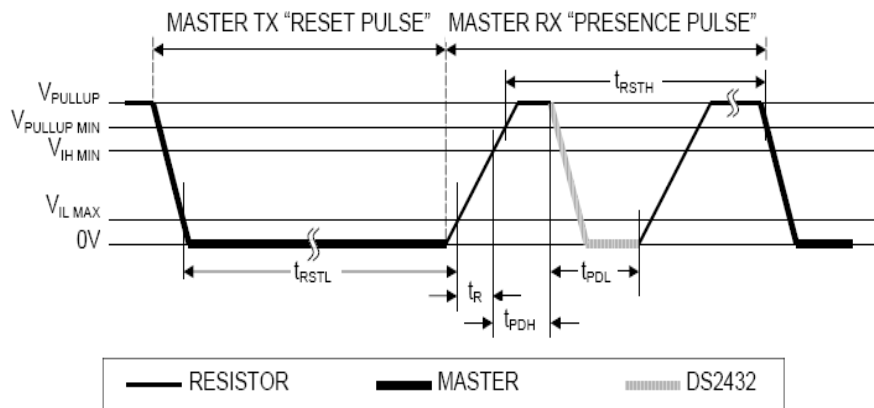 MASTER TX “RESET PULSE” MASTER RX “PRESENCE PULSE”
tRSTH
VPULLUP
VPULLUP MIN
VIH MIN
VIL MAX
0V
tRSTL
tR
tPDL
tPDH
RESISTOR MASTER DS2432